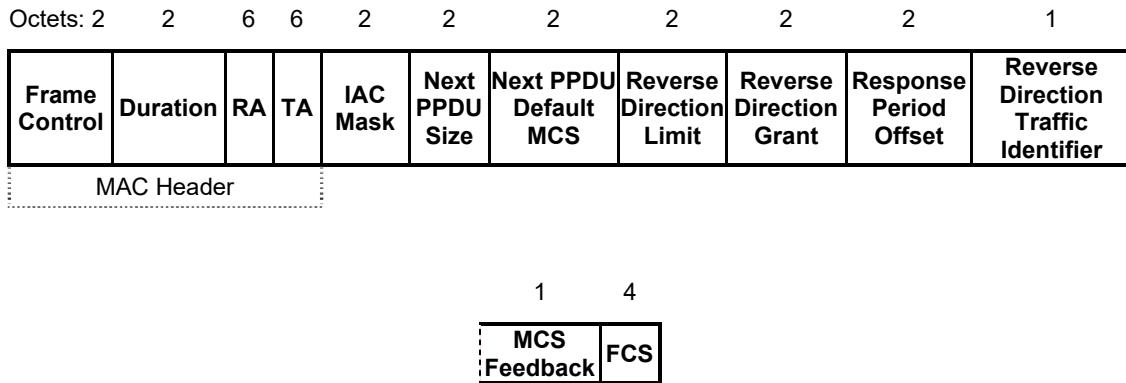 Octets: 2 2 6 6 2 2 2 2 2 2 1
Frame Control Duration RA TA IAC Mask Next PPDU Size Next PPDU Default MCS Reverse Direction Limit Reverse Direction Grant Response Period Offset Reverse Direction Traffic Identifier
MAC Header
1 4
MCS Feedback FCS